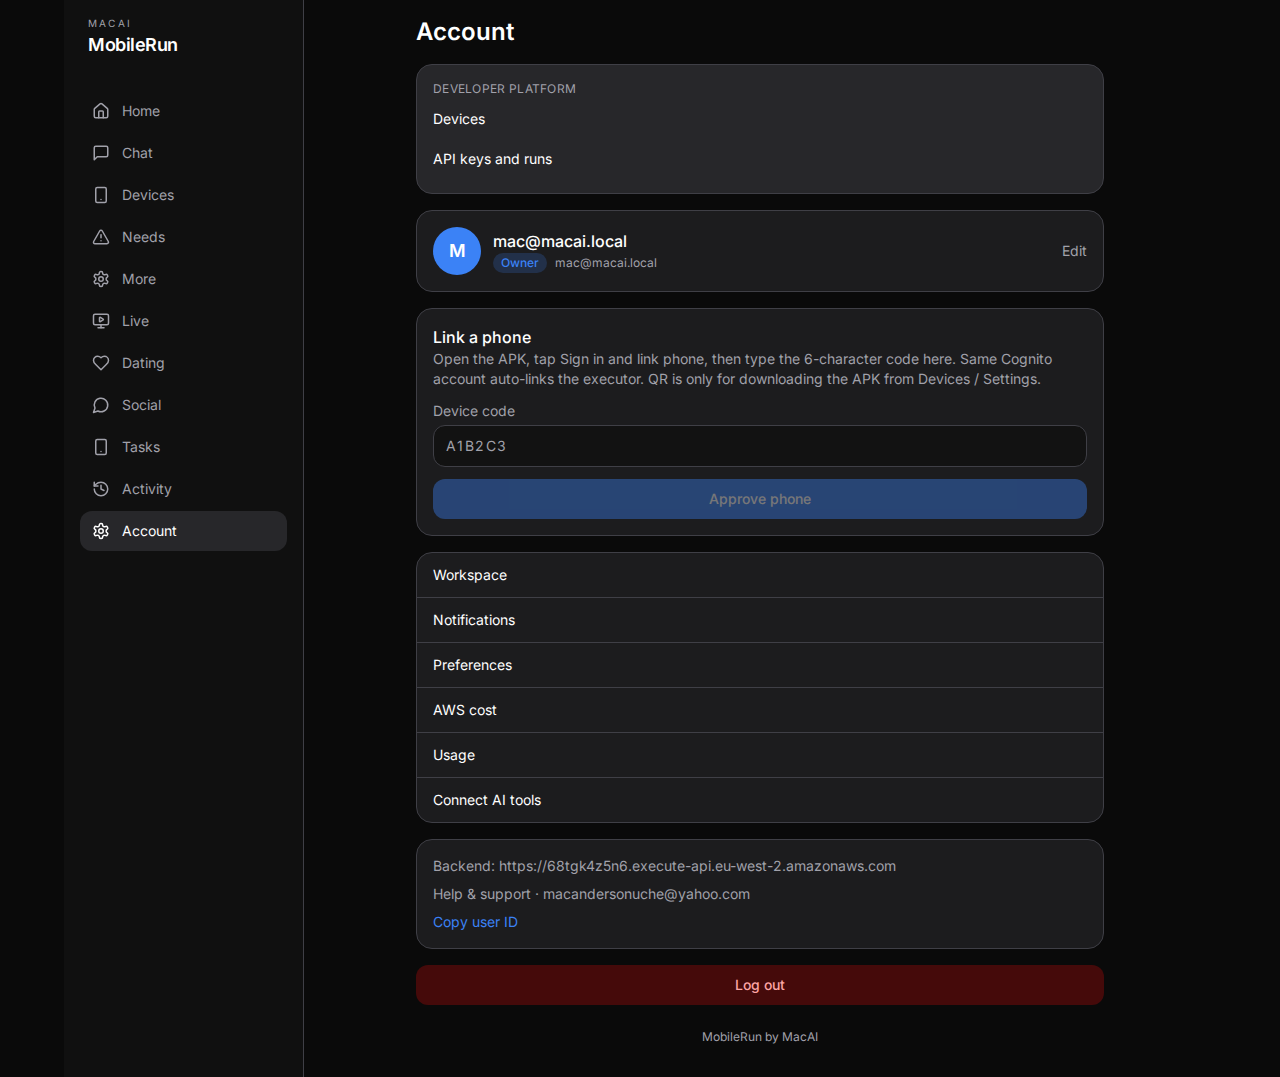 MACAI
MobileRun
Home
Chat
Devices
Needs
More
Live
Dating
Social
Tasks
Activity
Account
Account
DEVELOPER PLATFORM
Devices
API keys and runs
M
mac@macai.local
Owner mac@macai.local
Edit
Link a phone
Open the APK, tap Sign in and link phone, then type the 6-character code here. Same Cognito
account auto-links the executor. QR is only for downloading the APK from Devices / Settings.
Device code
A1B2C3
Approve phone
Workspace
Notifications
Preferences
AWS cost
Usage
Connect AI tools
Backend: https://68tgk4z5n6.execute-api.eu-west-2.amazonaws.com
Help & support · macandersonuche@yahoo.com
Copy user ID
Log out
MobileRun by MacAI